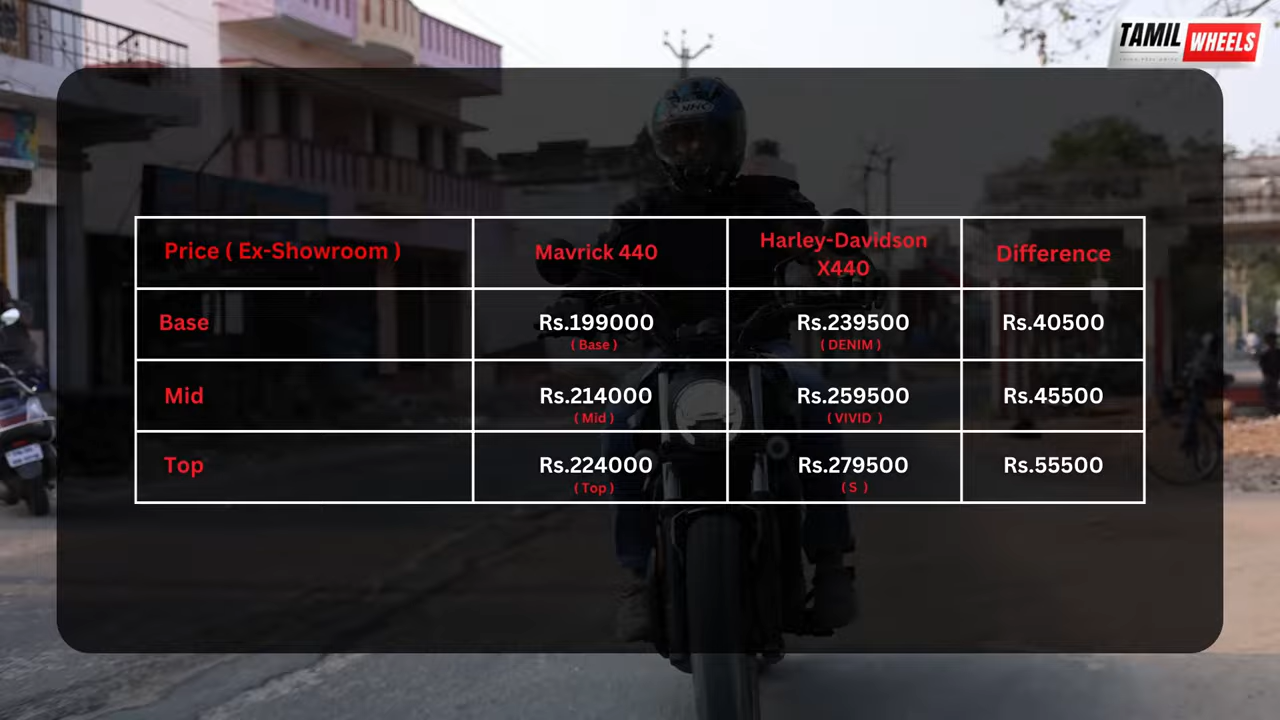 TAMIL WHEELS
Price ( Ex-Showroom )
Mavrick 440
Harley-Davidson
X440
Difference
Base
Rs.199000
( Base )
Rs.239500
( DENIM )
Rs.40500
Mid
Rs.214000
( Mid )
Rs.259500
( VIVID )
Rs.45500
Top
Rs.224000
( Top )
Rs.279500
( S )
Rs.55500